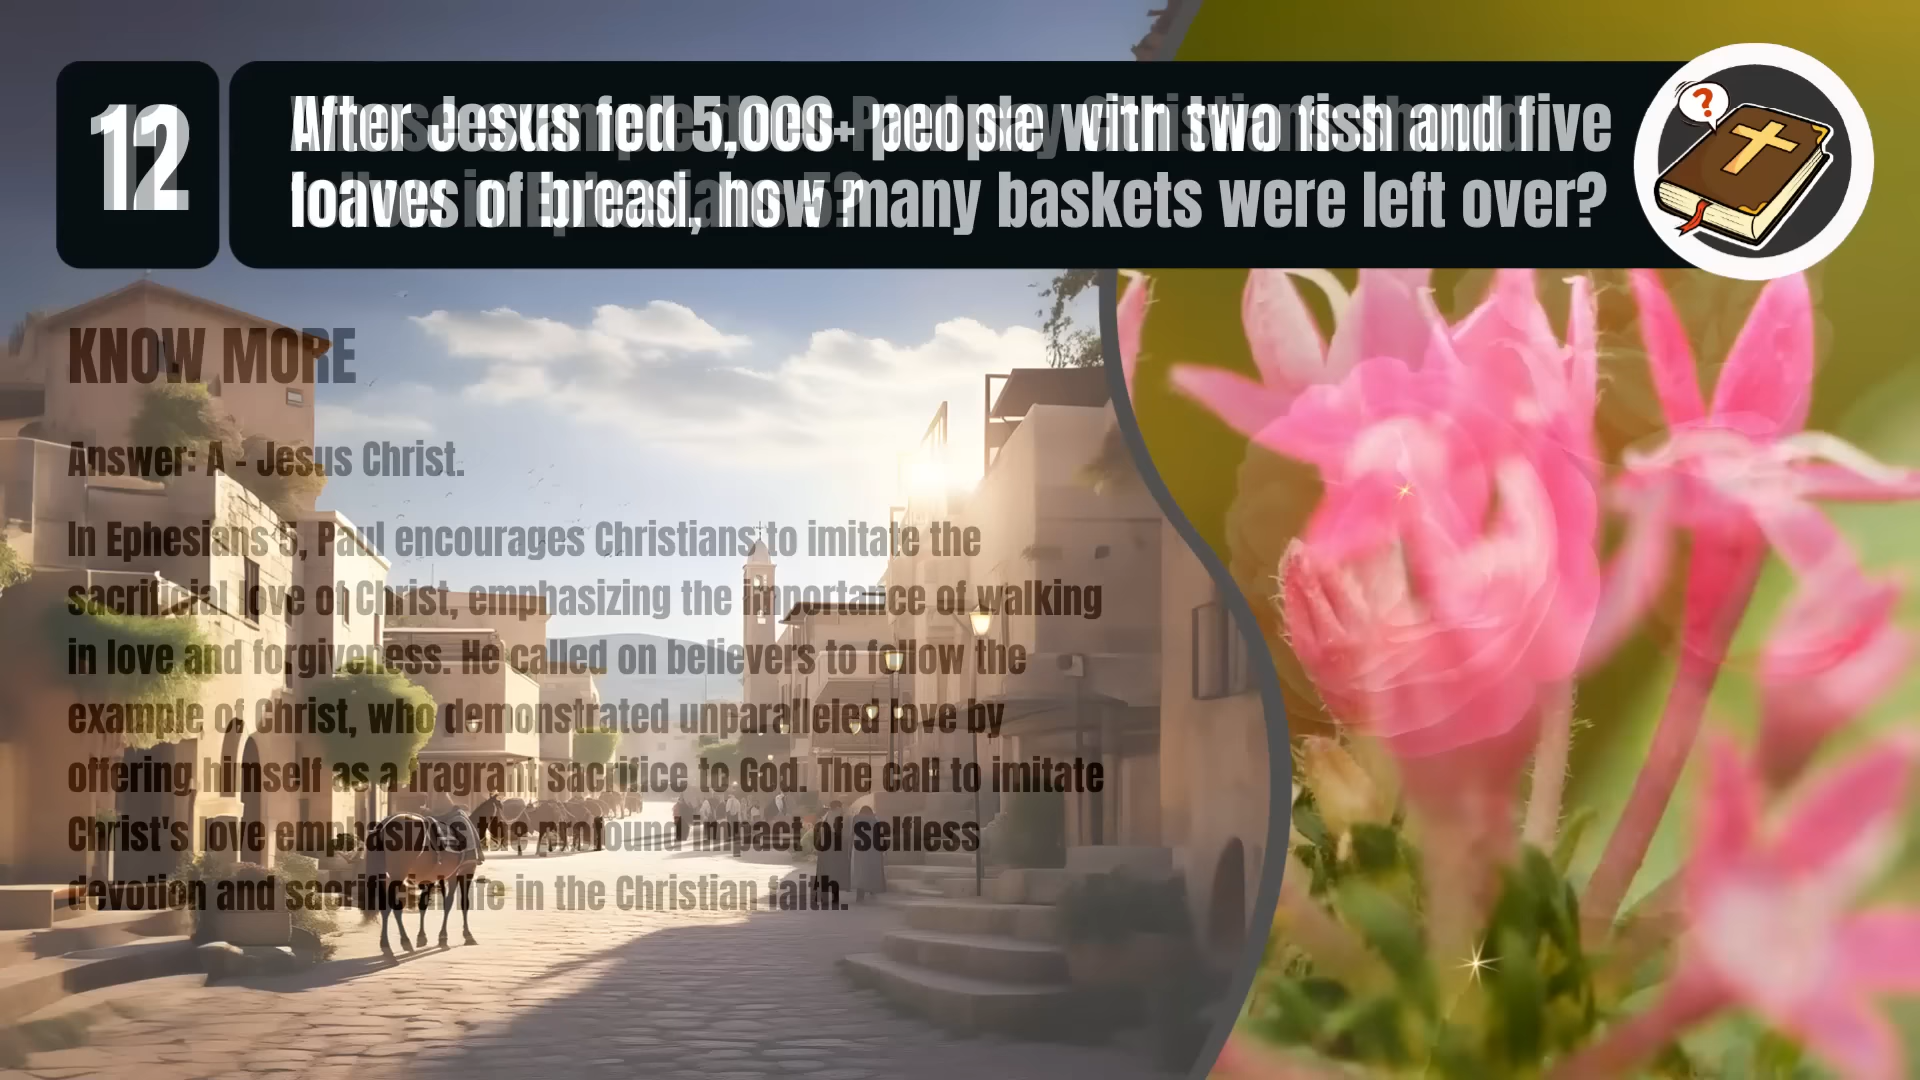 12
After Jesus fed 5,000+ people with two fish and five
loaves of bread, how many baskets were left over?
?
KNOW MORE
Answer: A - Jesus Christ.
In Ephesians 5, Paul encourages Christians to imitate the
sacrificial love of Christ, emphasizing the importance of walking
in love and forgiveness. He called on believers to follow the
example of Christ, who demonstrated unparalleled love by
offering himself as a fragrant sacrifice to God. The call to imitate
Christ's love emphasizes the profound impact of selfless
devotion and sacrificial life in the Christian faith.